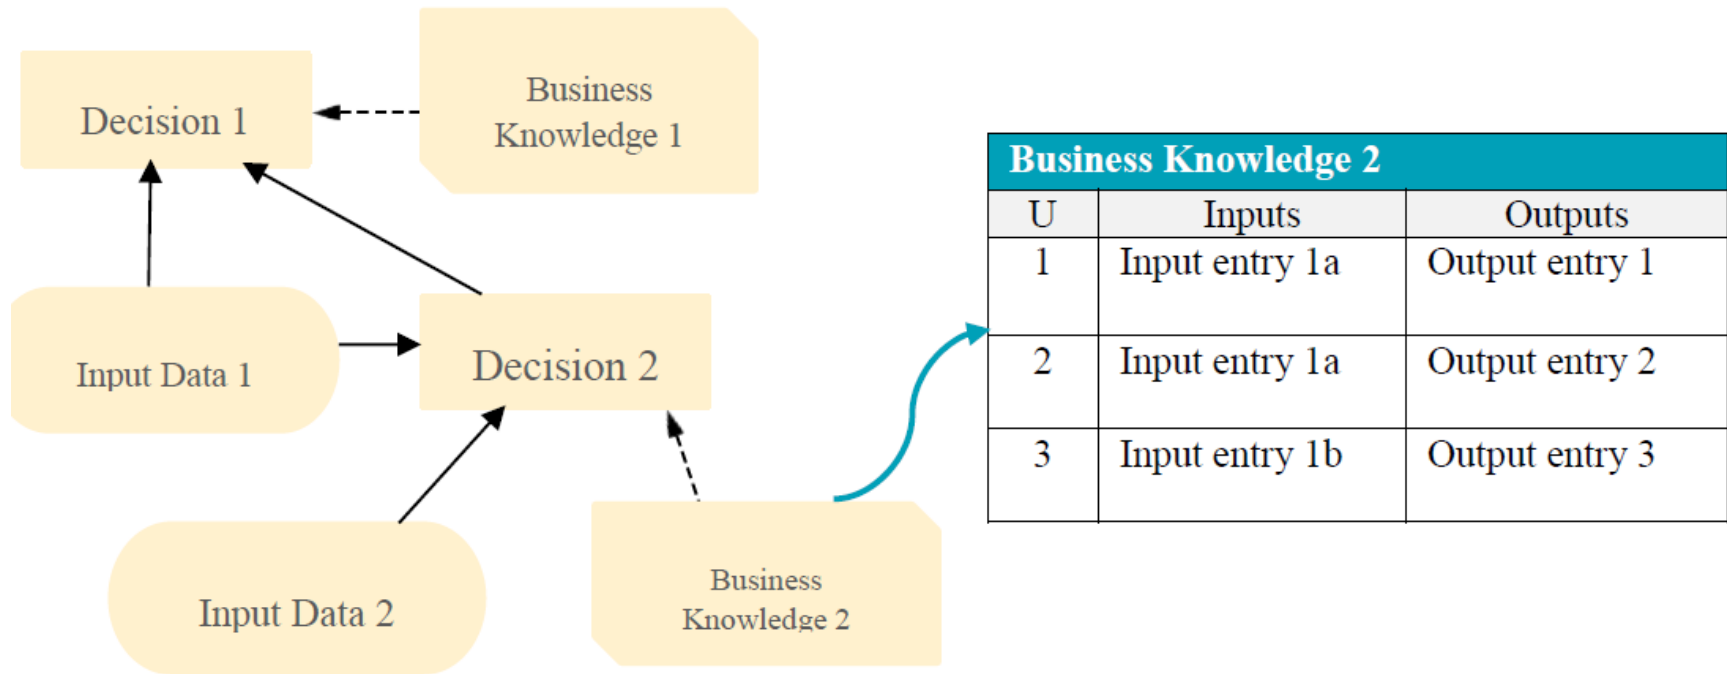 Decision 1
Business
Knowledge 1
Input Data 1
Decision 2
Input Data 2
Business
Knowledge 2
Business Knowledge 2
U Inputs Outputs
1 Input entry 1a Output entry 1
2 Input entry 1a Output entry 2
3 Input entry 1b Output entry 3